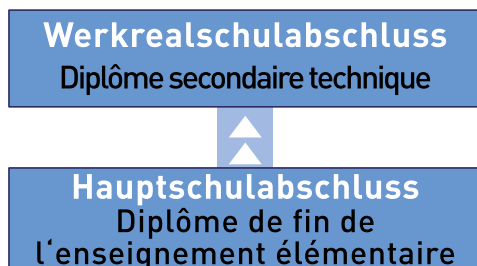 Werkrealschulabschluss
Diplôme secondaire technique
Hauptschulabschluss
Diplôme de fin de
l‘enseignement élémentaire